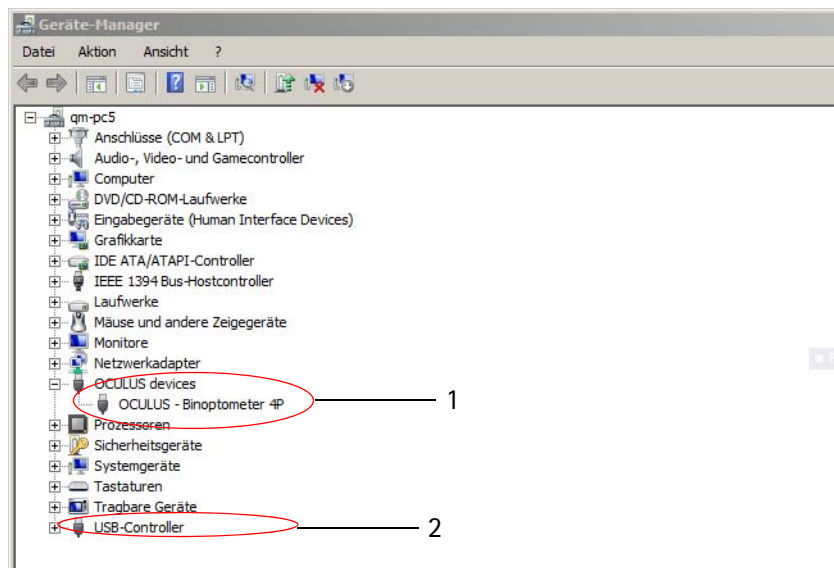 Geräte-Manager
Datei Aktion Ansicht ?
qm-pc5
Anschlüsse (COM & LPT)
Audio-, Video- und Gamecontroller
Computer
DVD/CD-ROM-Laufwerke
Eingabegeräte (Human Interface Devices)
Grafikkarte
IDE ATA/ATAPI-Controller
IEEE 1394 Bus-Hostcontroller
Laufwerke
Mäuse und andere Zeigegeräte
Monitore
Netzwerkadapter
OCULUS devices
OCULUS - Binoptometer 4P
1
Prozessoren
Sicherheitsgeräte
Systemgeräte
Tastaturen
Tragbare Geräte
USB-Controller
2